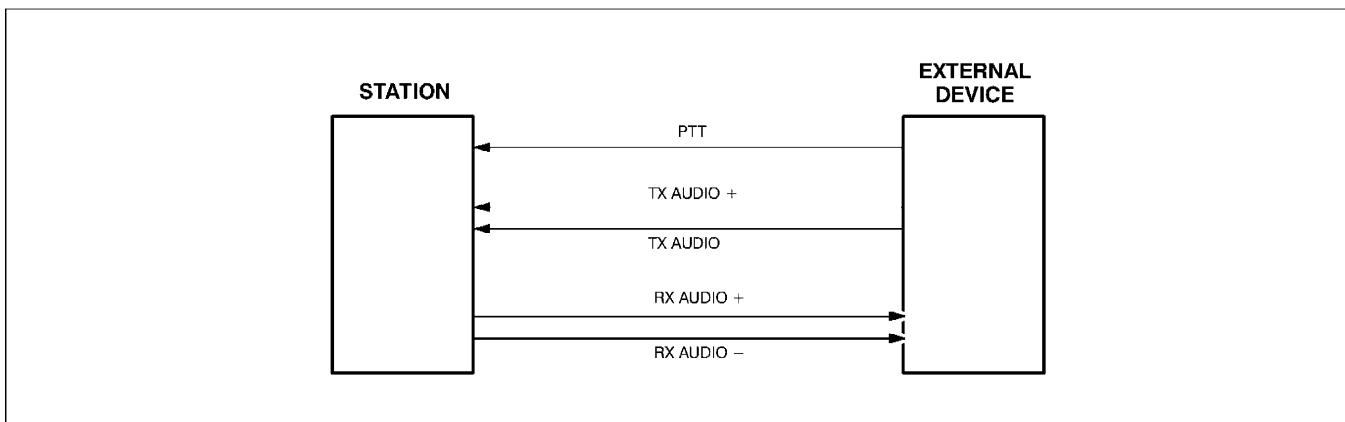 STATION
EXTERNAL
DEVICE
PTT
TX AUDIO +
TX AUDIO
RX AUDIO +
RX AUDIO −